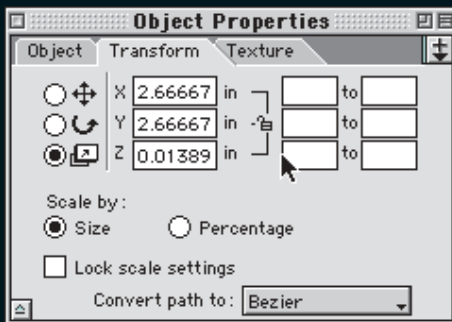 Object Properties
Object Transform Texture
X 2.66667 in to
Y 2.66667 in to
Z 0.01389 in to
Scale by:
Size Percentage
Lock scale settings
Convert path to: Bezier